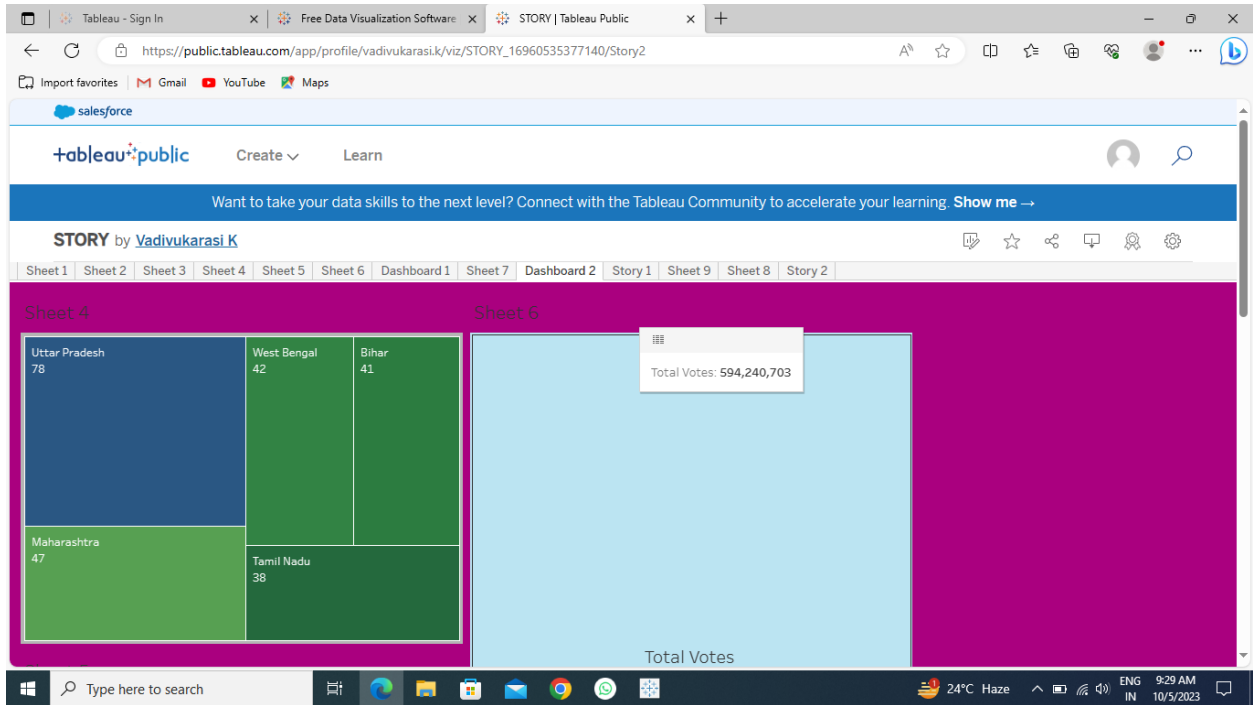 Tableau - Sign In
Free Data Visualization Software
STORY | Tableau Public
https://public.tableau.com/app/profile/vadivukarasi.k/viz/STORY_16960535377140/Story2
Import favorites
Gmail
YouTube
Maps
salesforce
+ableau public
Create
Learn
Want to take your data skills to the next level? Connect with the Tableau Community to accelerate your learning. Show me →
STORY by Vadivukarasi K
Sheet 1 Sheet 2 Sheet 3 Sheet 4 Sheet 5 Sheet 6 Dashboard 1 Sheet 7 Dashboard 2 Story 1 Sheet 9 Sheet 8 Story 2
Sheet 4
Uttar Pradesh
78
West Bengal
42
Bihar
41
Maharashtra
47
Tamil Nadu
38
Sheet 6
Total Votes: 594,240,703
Total Votes
Type here to search
24°C Haze
ENG
IN
9:29 AM
10/5/2023